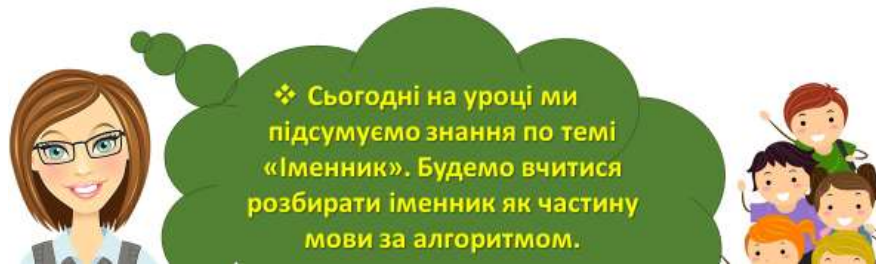 ❖ Сьогодні на уроці ми
підсумуємо знання по темі
«Іменник». Будемо вчитися
розбирати іменник як частину
мови за алгоритмом.